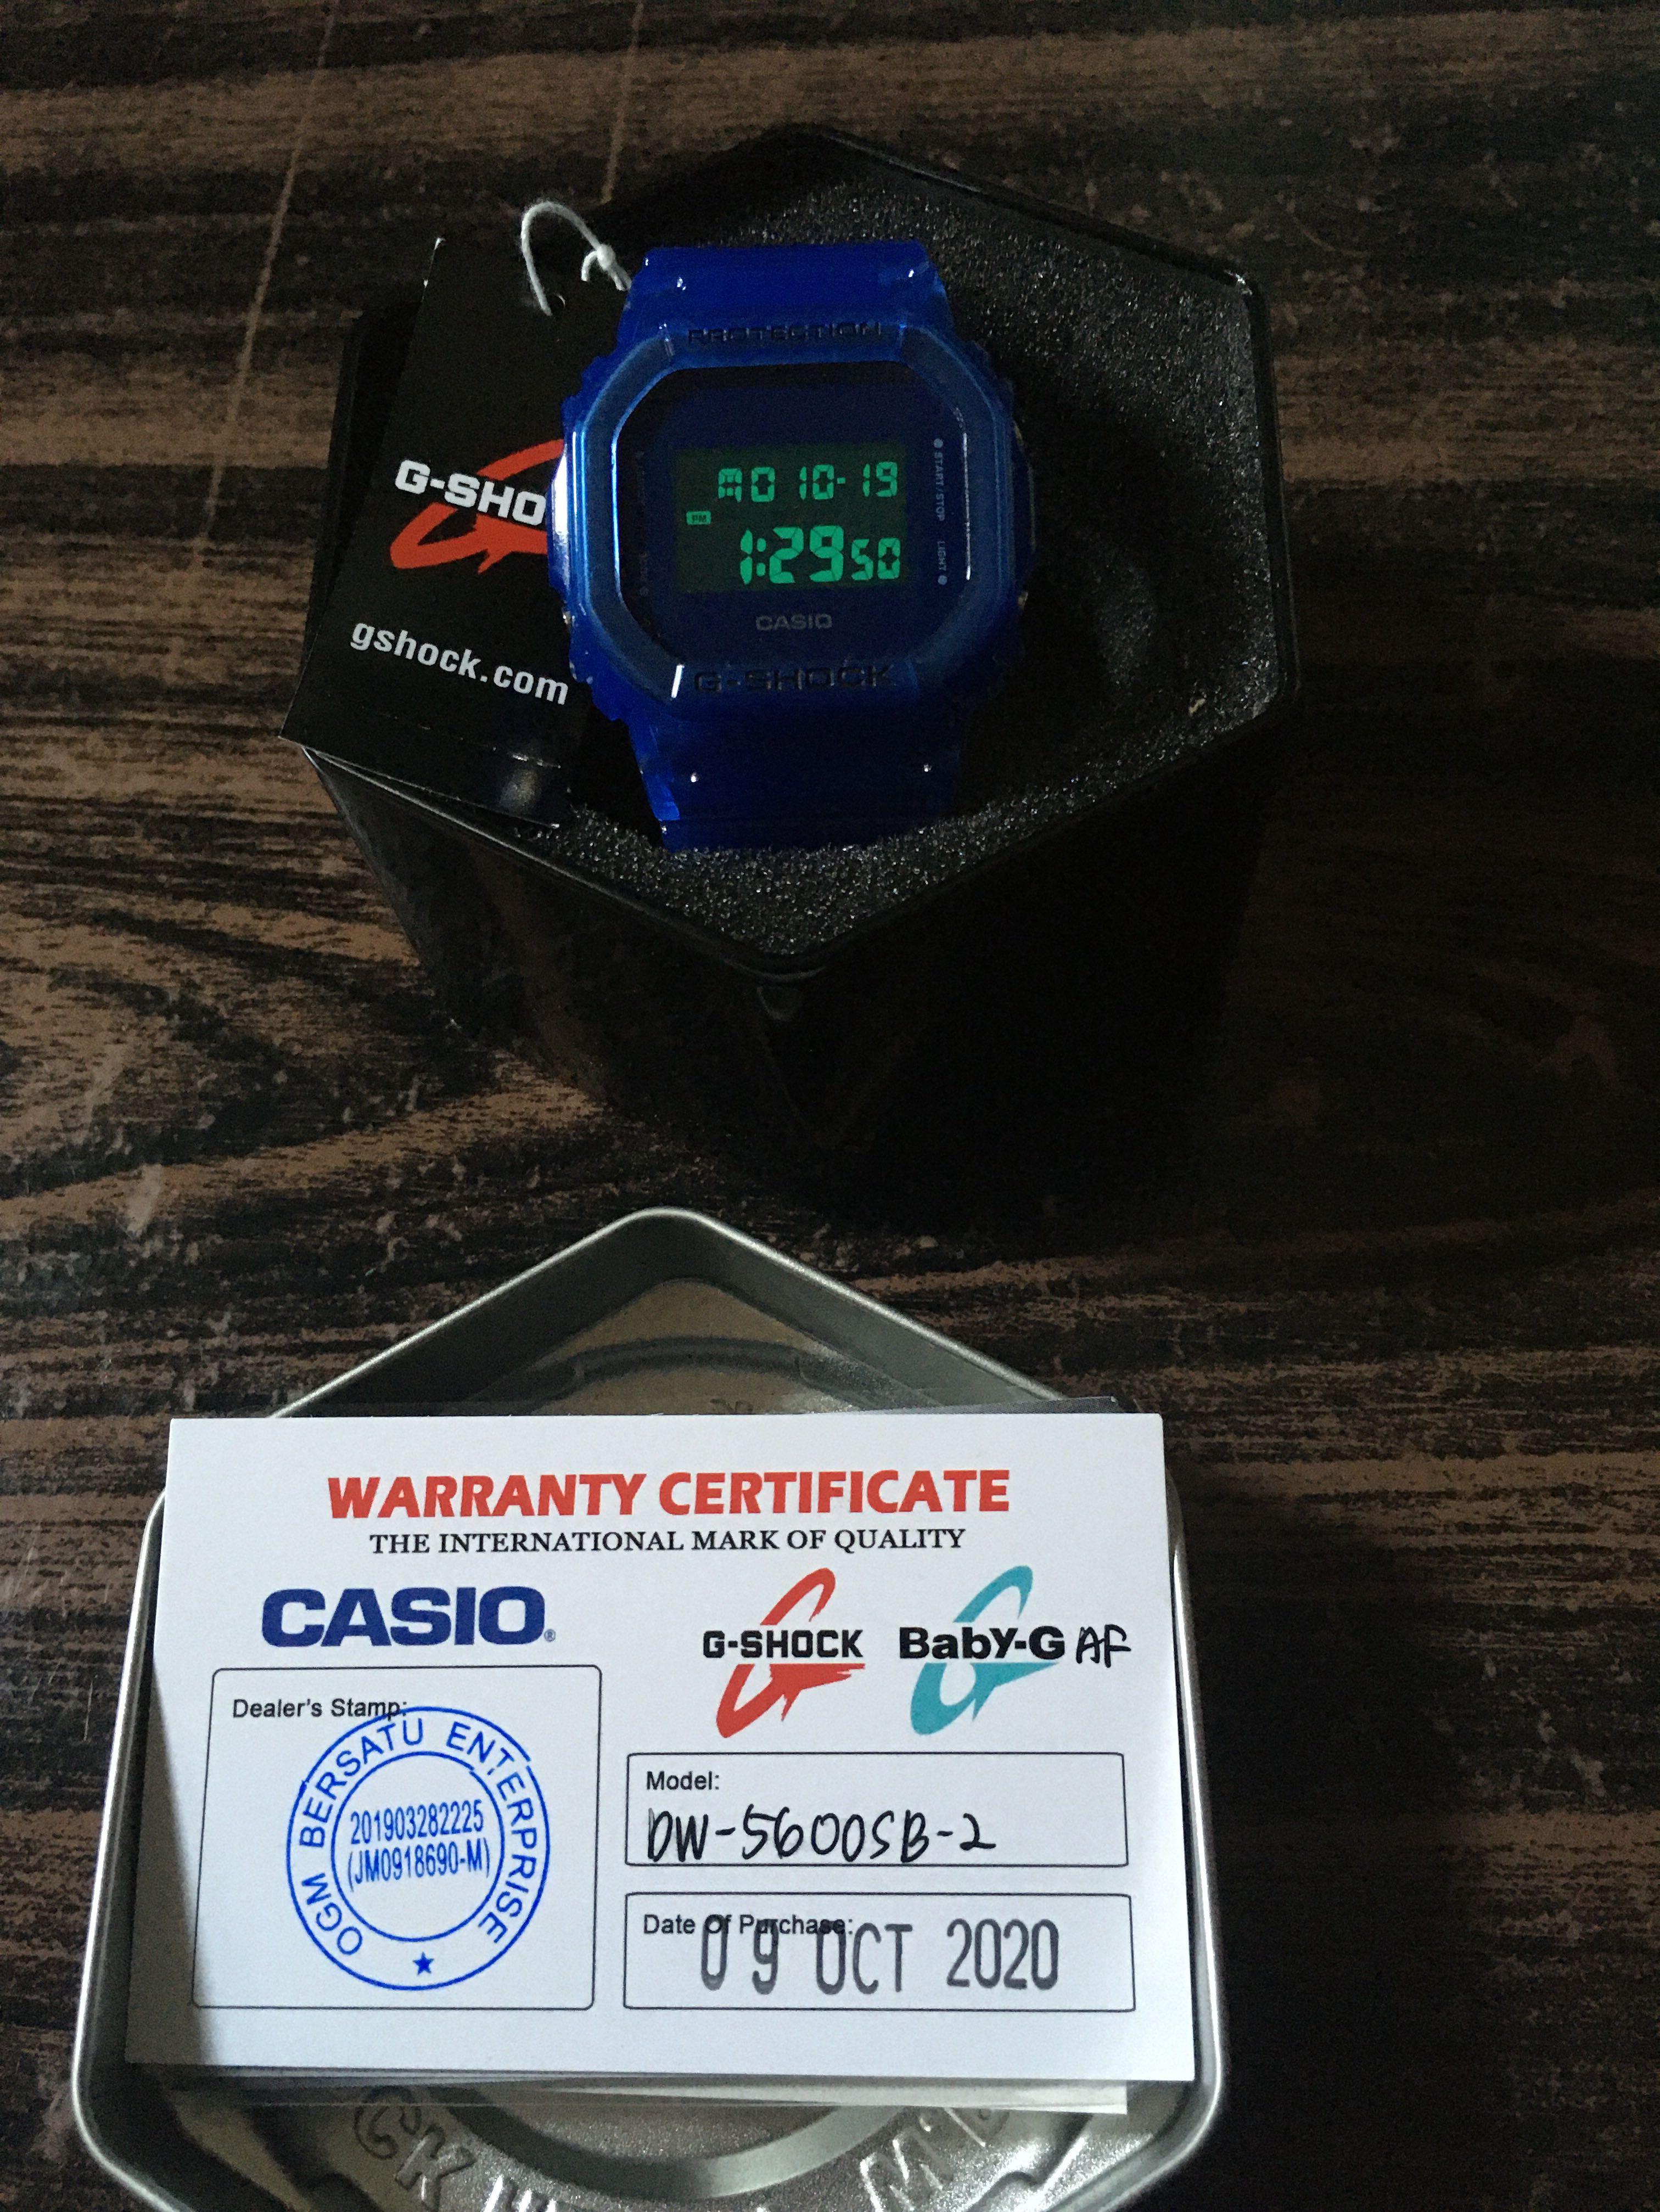 PROTECTION
G-SHO
gshock.com
MO 10-19
PM
1:29 50
START/STOP
LIGHT
CASIO
G-SHOCK
WARRANTY CERTIFICATE
THE INTERNATIONAL MARK OF QUALITY
CASIO®
G-SHOCK
Baby-G AF
Dealer's Stamp:
OGM BERSATU ENTERPRISE
201903282225
(JM0918690-M)
Model:
DW-5600SB-2
Date Of Purchase:
09 OCT 2020
CK